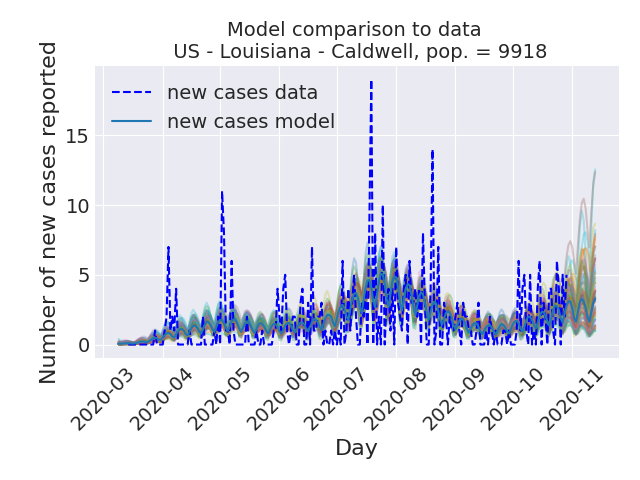 Model comparison to data
US - Louisiana - Caldwell, pop. = 9918
Number of new cases reported
new cases data
new cases model
15
10
5
0
2020-03
2020-04
2020-05
2020-06
2020-07
2020-08
2020-09
2020-10
2020-11
Day